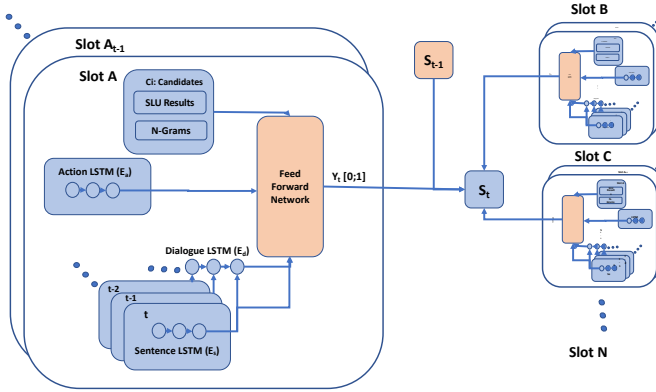 Slot A_{t-1}
Slot A
Ci: Candidates
SLU Results
N-Grams
Action LSTM (E_a)
Feed
Forward
Network
Dialogue LSTM (E_d)
t-2
t-1
t
Sentence LSTM (E_s)
Y_t [0;1]
S_{t-1}
S_t
Slot B
Slot C
Slot N